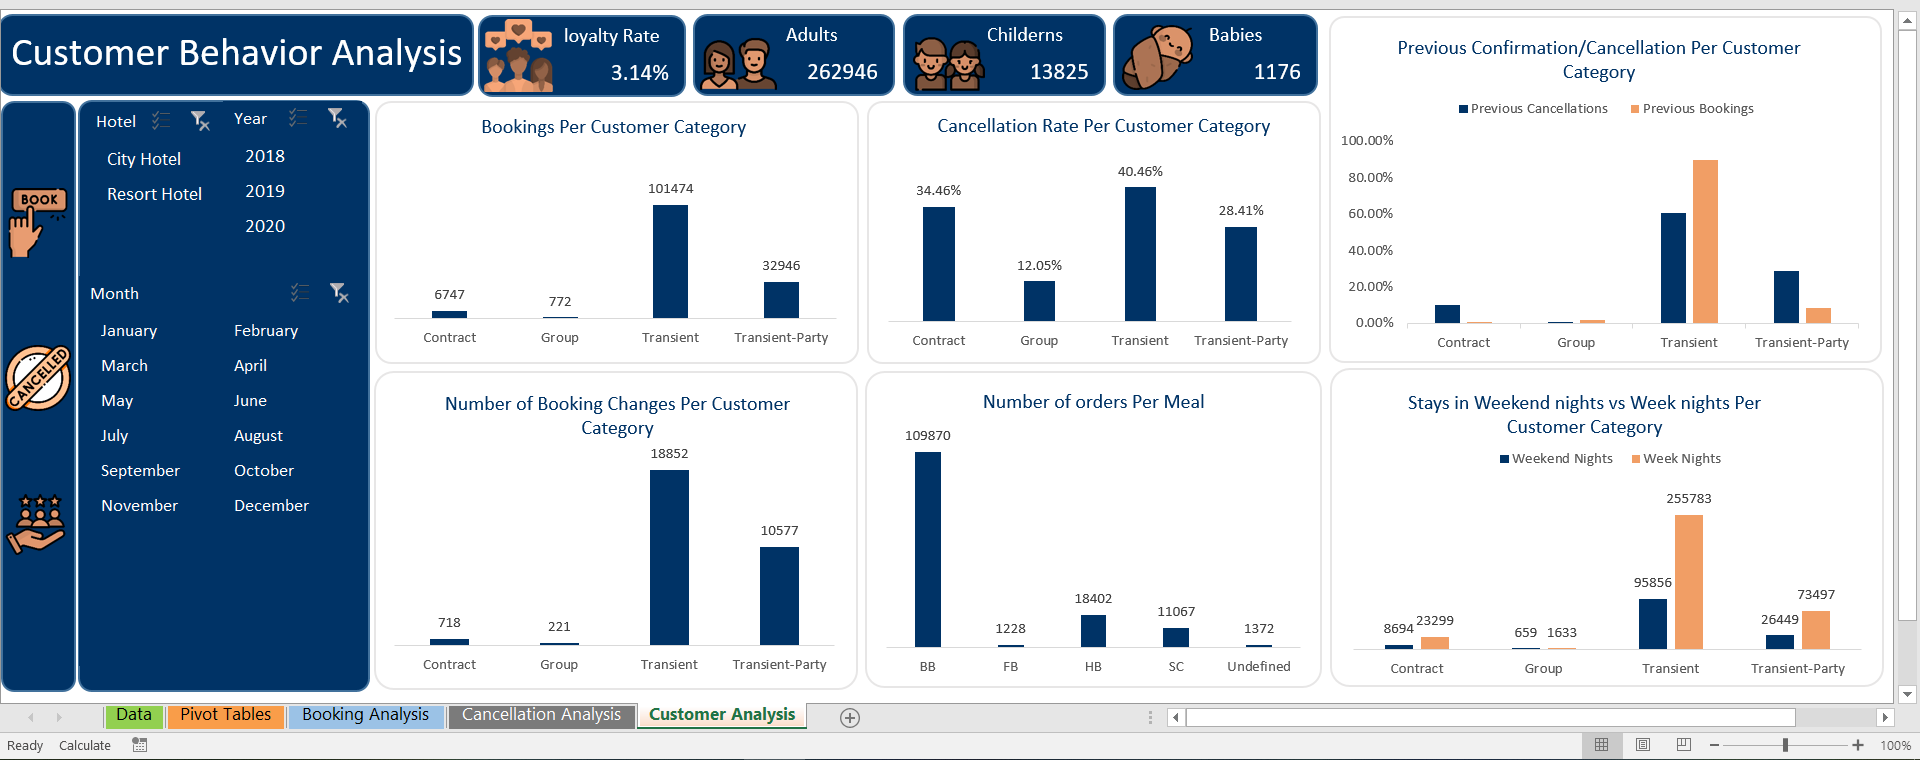 Customer Behavior Analysis
loyalty Rate
3.14%
Adults
262946
Childerns
13825
Babies
1176
BOOK
CANCELLED
Hotel
City Hotel
Resort Hotel
Year
2018
2019
2020
Month
January February
March April
May June
July August
September October
November December
Bookings Per Customer Category
6747 772 101474 32946
Contract Group Transient Transient-Party
Cancellation Rate Per Customer Category
34.46% 12.05% 40.46% 28.41%
Contract Group Transient Transient-Party
Previous Confirmation/Cancellation Per Customer
Category
Previous Cancellations Previous Bookings
100.00%
80.00%
60.00%
40.00%
20.00%
0.00%
Contract Group Transient Transient-Party
Number of Booking Changes Per Customer
Category
718 221 18852 10577
Contract Group Transient Transient-Party
Number of orders Per Meal
109870 1228 18402 11067 1372
BB FB HB SC Undefined
Stays in Weekend nights vs Week nights Per
Customer Category
Weekend Nights Week Nights
8694 23299 659 1633 95856 255783 26449 73497
Contract Group Transient Transient-Party
Data Pivot Tables Booking Analysis Cancellation Analysis Customer Analysis
Ready Calculate 100%